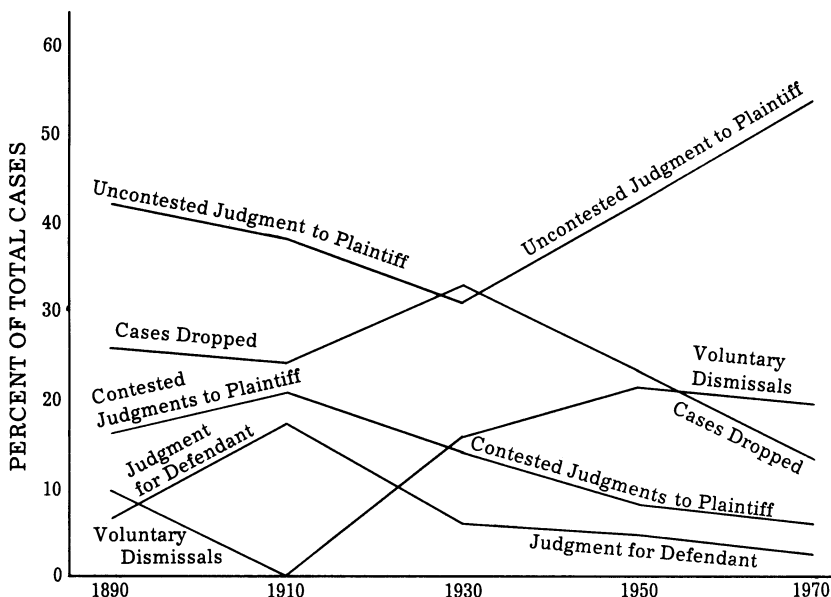 PERCENT OF TOTAL CASES
60
50
40
30
20
10
0
Uncontested Judgment to Plaintiff
Uncontested Judgment to Plaintiff
Cases Dropped
Contested
Judgments to Plaintiff
Judgment
for Defendant
Voluntary
Dismissals
Voluntary
Dismissals
Cases Dropped
Contested Judgments to Plaintiff
Judgment for Defendant
1890
1910
1930
1950
1970